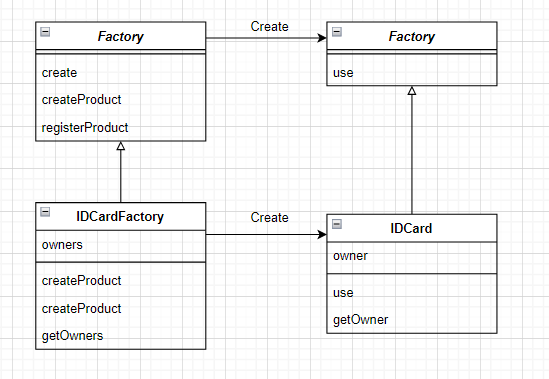 Factory
create
createProduct
registerProduct
Create
Factory
use
IDCardFactory
owners
createProduct
createProduct
getOwners
Create
IDCard
owner
use
getOwner